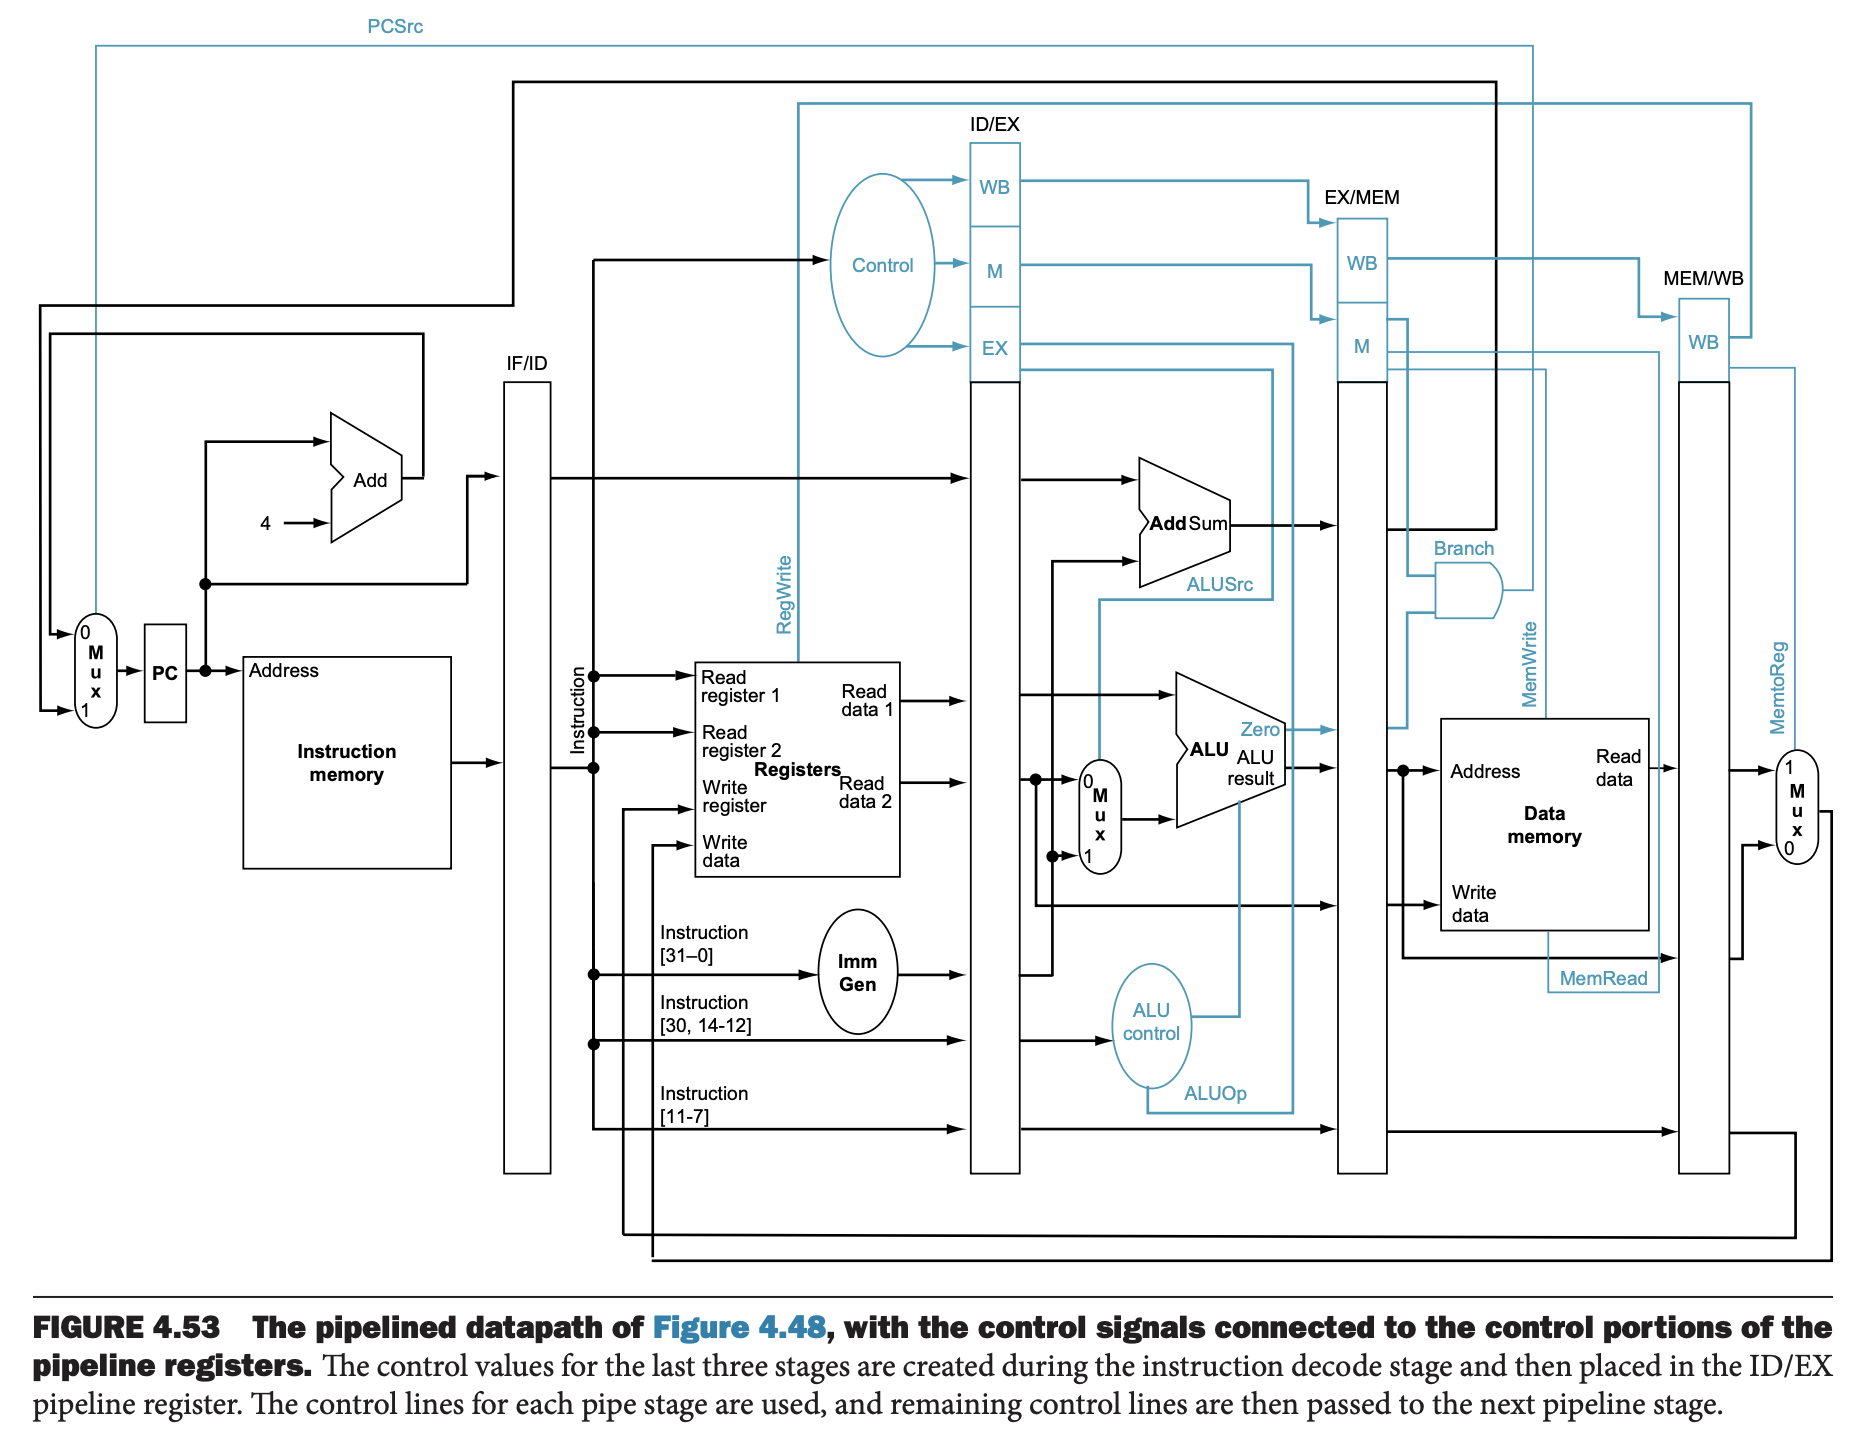 PCSrc
ID/EX
WB
EX/MEM
Control
M
WB
MEM/WB
EX
M
WB
IF/ID
Add
4
Add Sum
Branch
ALUSrc
RegWrite
MemWrite
MemtoReg
0
M
u
x
1
PC
Address
Instruction
memory
Instruction
Read
register 1
Read
data 1
Read
register 2
Registers
Write
register
Read
data 2
Write
data
0
M
u
x
1
Zero
ALU
ALU
result
Address
Read
data
Data
memory
Write
data
MemRead
1
M
u
x
0
Instruction
[31–0]
Imm
Gen
Instruction
[30, 14-12]
ALU
control
Instruction
[11-7]
ALUOp
FIGURE 4.53 The pipelined datapath of Figure 4.48, with the control signals connected to the control portions of the
pipeline registers. The control values for the last three stages are created during the instruction decode stage and then placed in the ID/EX
pipeline register. The control lines for each pipe stage are used, and remaining control lines are then passed to the next pipeline stage.